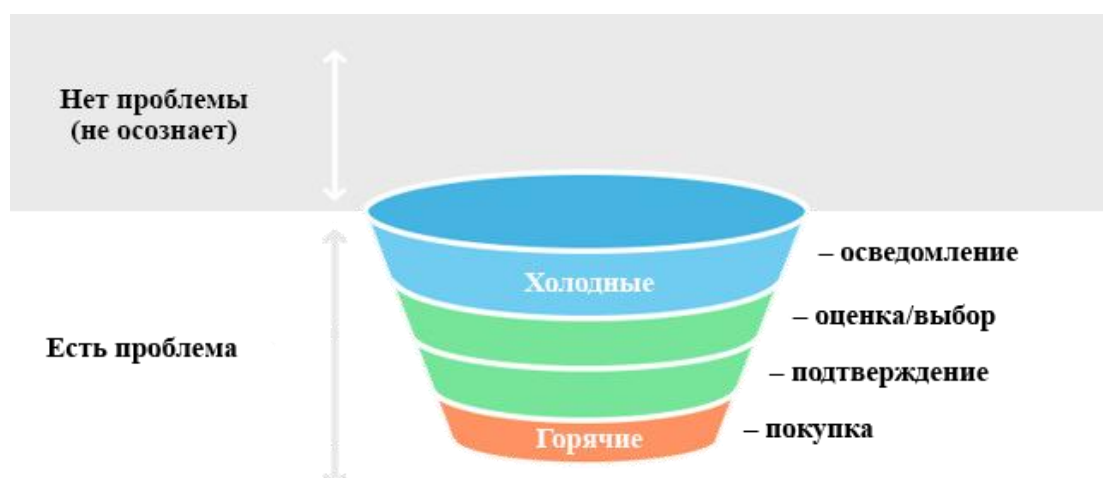 Нет проблемы
(не осознает)
Холодные
– осведомление
– оценка/выбор
Есть проблема
– подтверждение
Горячие
– покупка